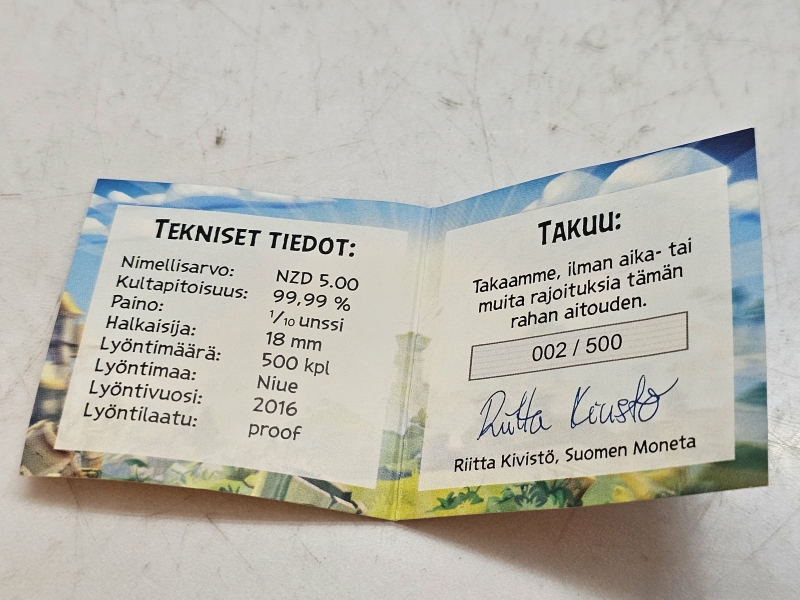 TEKNISET TIEDOT:
Nimellisarvo: NZD 5.00
Kultapitoisuus: 99,99 %
Paino: 1/10 unssi
Halkaisija: 18 mm
Lyöntimäärä: 500 kpl
Lyöntimaa: Niue
Lyöntivuosi: 2016
Lyöntilaatu: proof
TAKUU:
Takaamme, ilman aika- tai
muita rajoituksia tämän
rahan aitouden.
002 / 500
Riitta Kivistö
Riitta Kivistö, Suomen Moneta